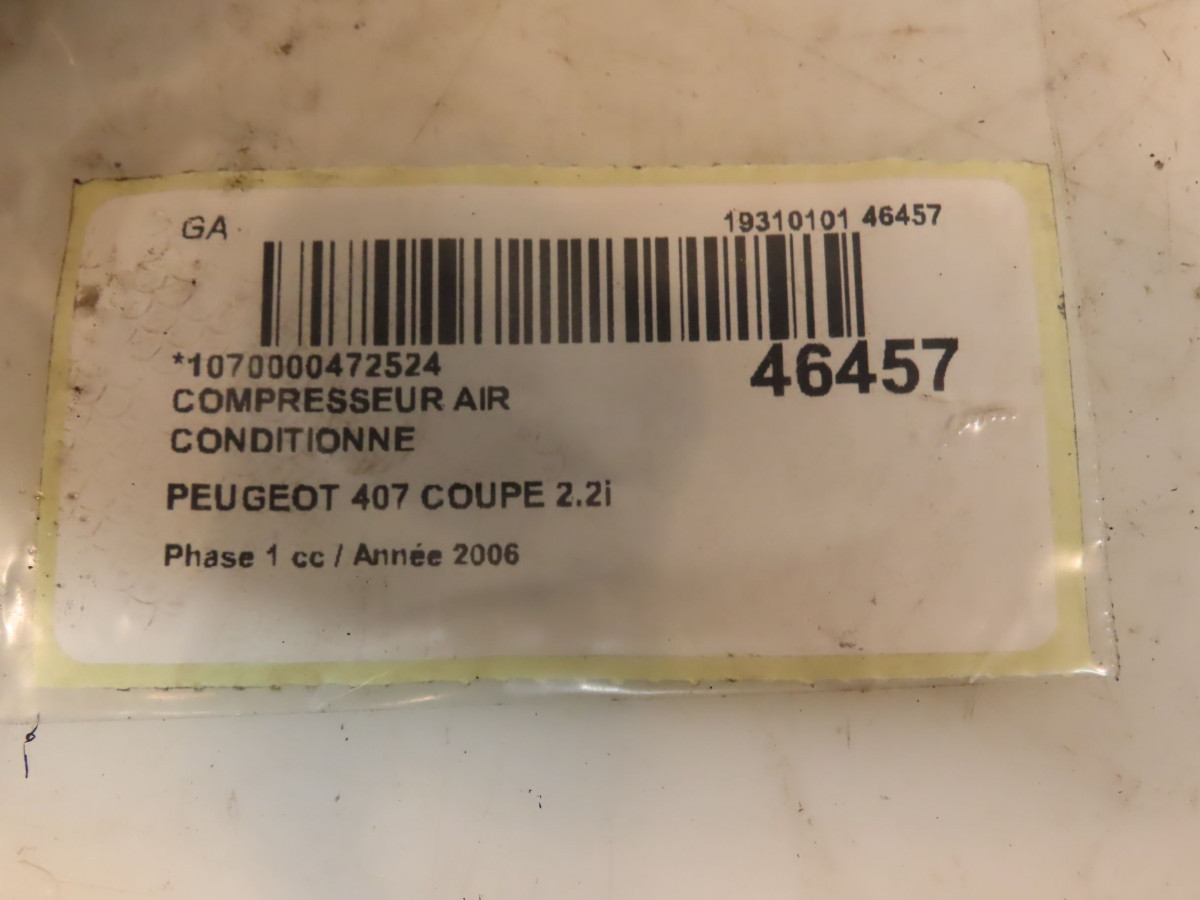 GA
19310101 46457
*1070000472524
46457
COMPRESSEUR AIR
CONDITIONNE
PEUGEOT 407 COUPE 2.2i
Phase 1 cc / Année 2006